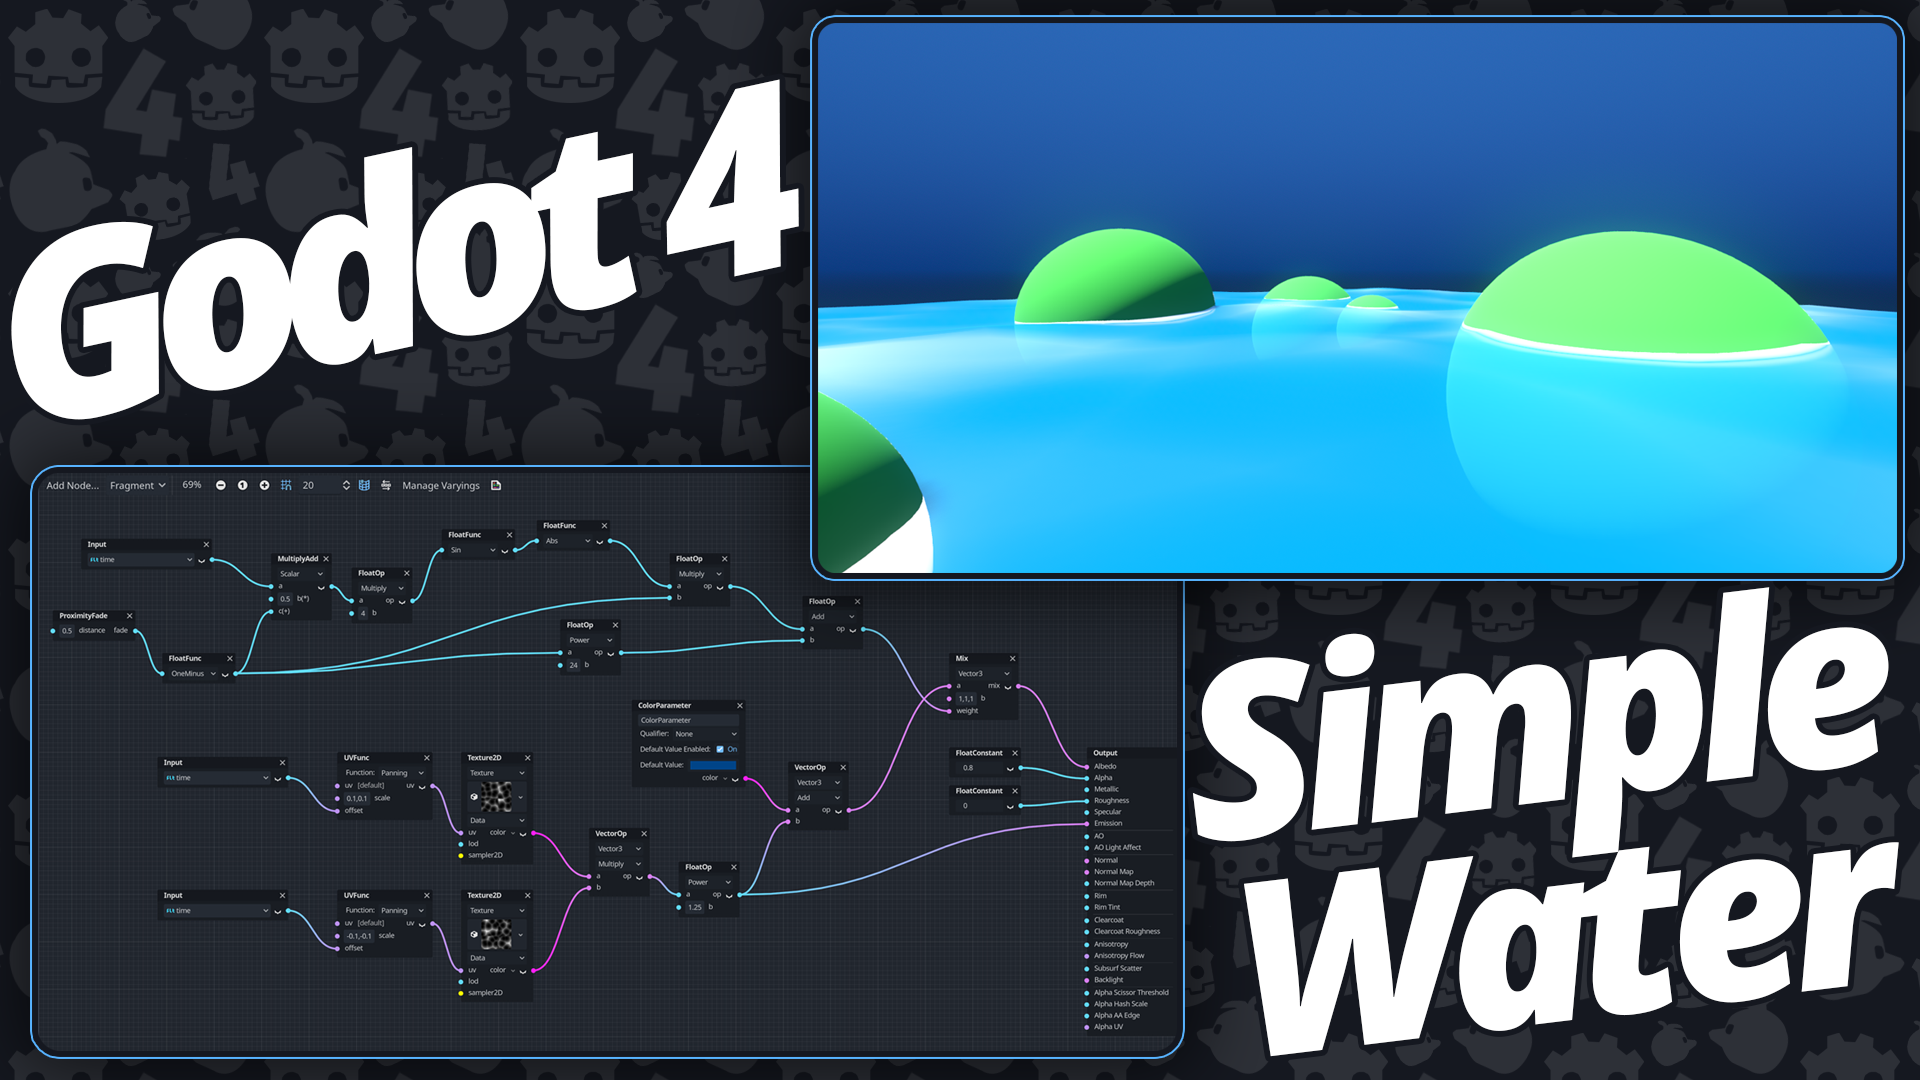 Godot 4
Add Node... Fragment 69% 1 20 Manage Varyings
Input
time
MultiplyAdd
Scalar
a
0.5 b(*)
c(+)
FloatOp
Multiply
a op
4 b
FloatFunc
Sin
FloatFunc
Abs
FloatOp
Multiply
a op
b
ProximityFade
0.5 distance fade
FloatFunc
OneMinus
FloatOp
Power
a op
24 b
FloatOp
Add
a op
b
Mix
Vector3
a mix
1,1,1 b
weight
ColorParameter
ColorParameter
Qualifier: None
Default Value Enabled: On
Default Value:
color
Input
time
UVFunc
Function: Panning
uv [default] uv
0.1,0.1 scale
offset
Texture2D
Texture
Data
uv color
lod
sampler2D
VectorOp
Vector3
Add
a op
b
FloatConstant
0.8
FloatConstant
0
VectorOp
Vector3
Multiply
a op
b
FloatOp
Power
a op
1.25 b
Input
time
UVFunc
Function: Panning
uv [default] uv
-0.1,-0.1 scale
offset
Texture2D
Texture
Data
uv color
lod
sampler2D
Output
Albedo
Alpha
Metallic
Roughness
Specular
Emission
AO
AO Light Affect
Normal
Normal Map
Normal Map Depth
Rim
Rim Tint
Clearcoat
Clearcoat Roughness
Anisotropy
Anisotropy Flow
Subsurf Scatter
Backlight
Alpha Scissor Threshold
Alpha Hash Scale
Alpha AA Edge
Alpha UV
Simple
Water